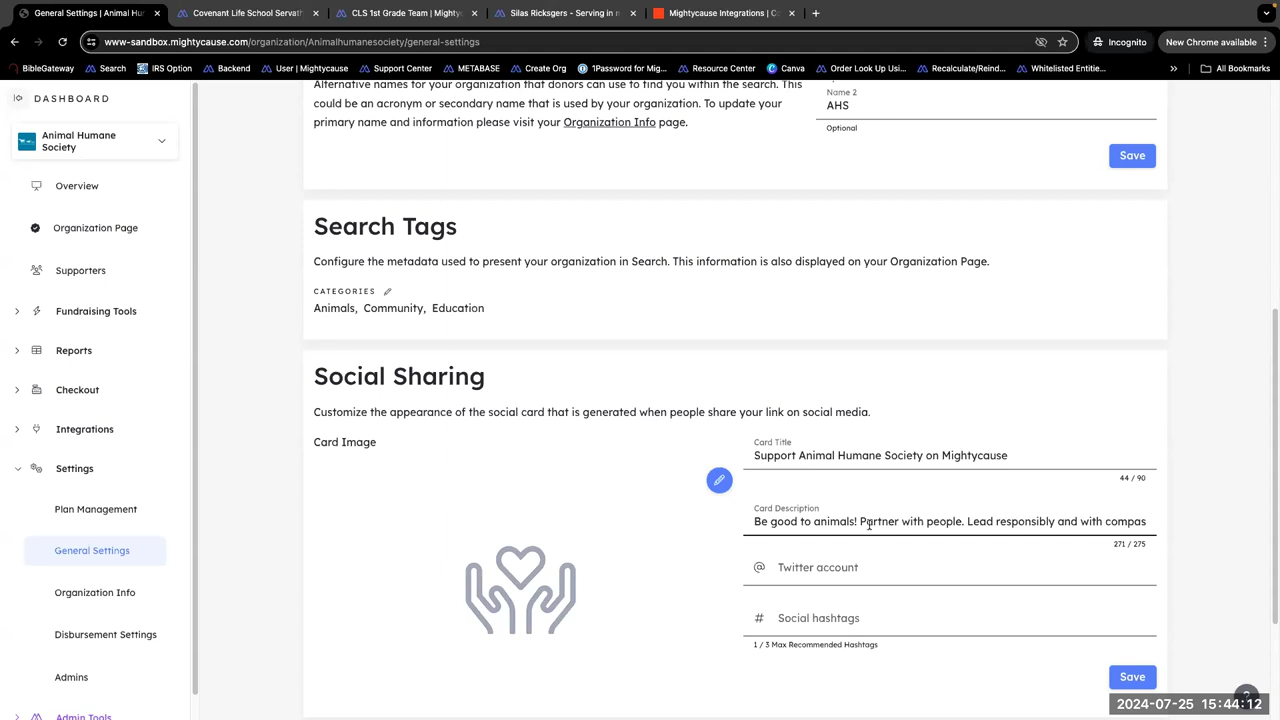 General Settings | Animal Hu
Covenant Life School Servath
CLS 1st Grade Team | Mighty
Silas Ricksgers - Serving in r
Mightycause Integrations | C
www-sandbox.mightycause.com/organization/Animalhumanesociety/general-settings
Incognito
New Chrome available
BibleGateway
Search
IRS Option
Backend
User | Mightycause
Support Center
METABASE
Create Org
1Password for Mig...
Resource Center
Canva
Order Look Up Usi...
Recalculate/Reind...
Whitelisted Entitie...
All Bookmarks
DASHBOARD
Animal Humane
Society
Overview
Organization Page
Supporters
Fundraising Tools
Reports
Checkout
Integrations
Settings
Plan Management
General Settings
Organization Info
Disbursement Settings
Admins
Admin Tools
Alternative names for your organization that donors can use to find you within the search. This
could be an acronym or secondary name that is used by your organization. To update your
primary name and information please visit your Organization Info page.
Name 2
AHS
Optional
Save
Search Tags
Configure the metadata used to present your organization in Search. This information is also displayed on your Organization Page.
CATEGORIES
Animals, Community, Education
Social Sharing
Customize the appearance of the social card that is generated when people share your link on social media.
Card Image
Card Title
Support Animal Humane Society on Mightycause
44 / 90
Card Description
Be good to animals! Partner with people. Lead responsibly and with compas
271 / 275
@ Twitter account
# Social hashtags
1 / 3 Max Recommended Hashtags
Save
2024-07-25 15:44:12